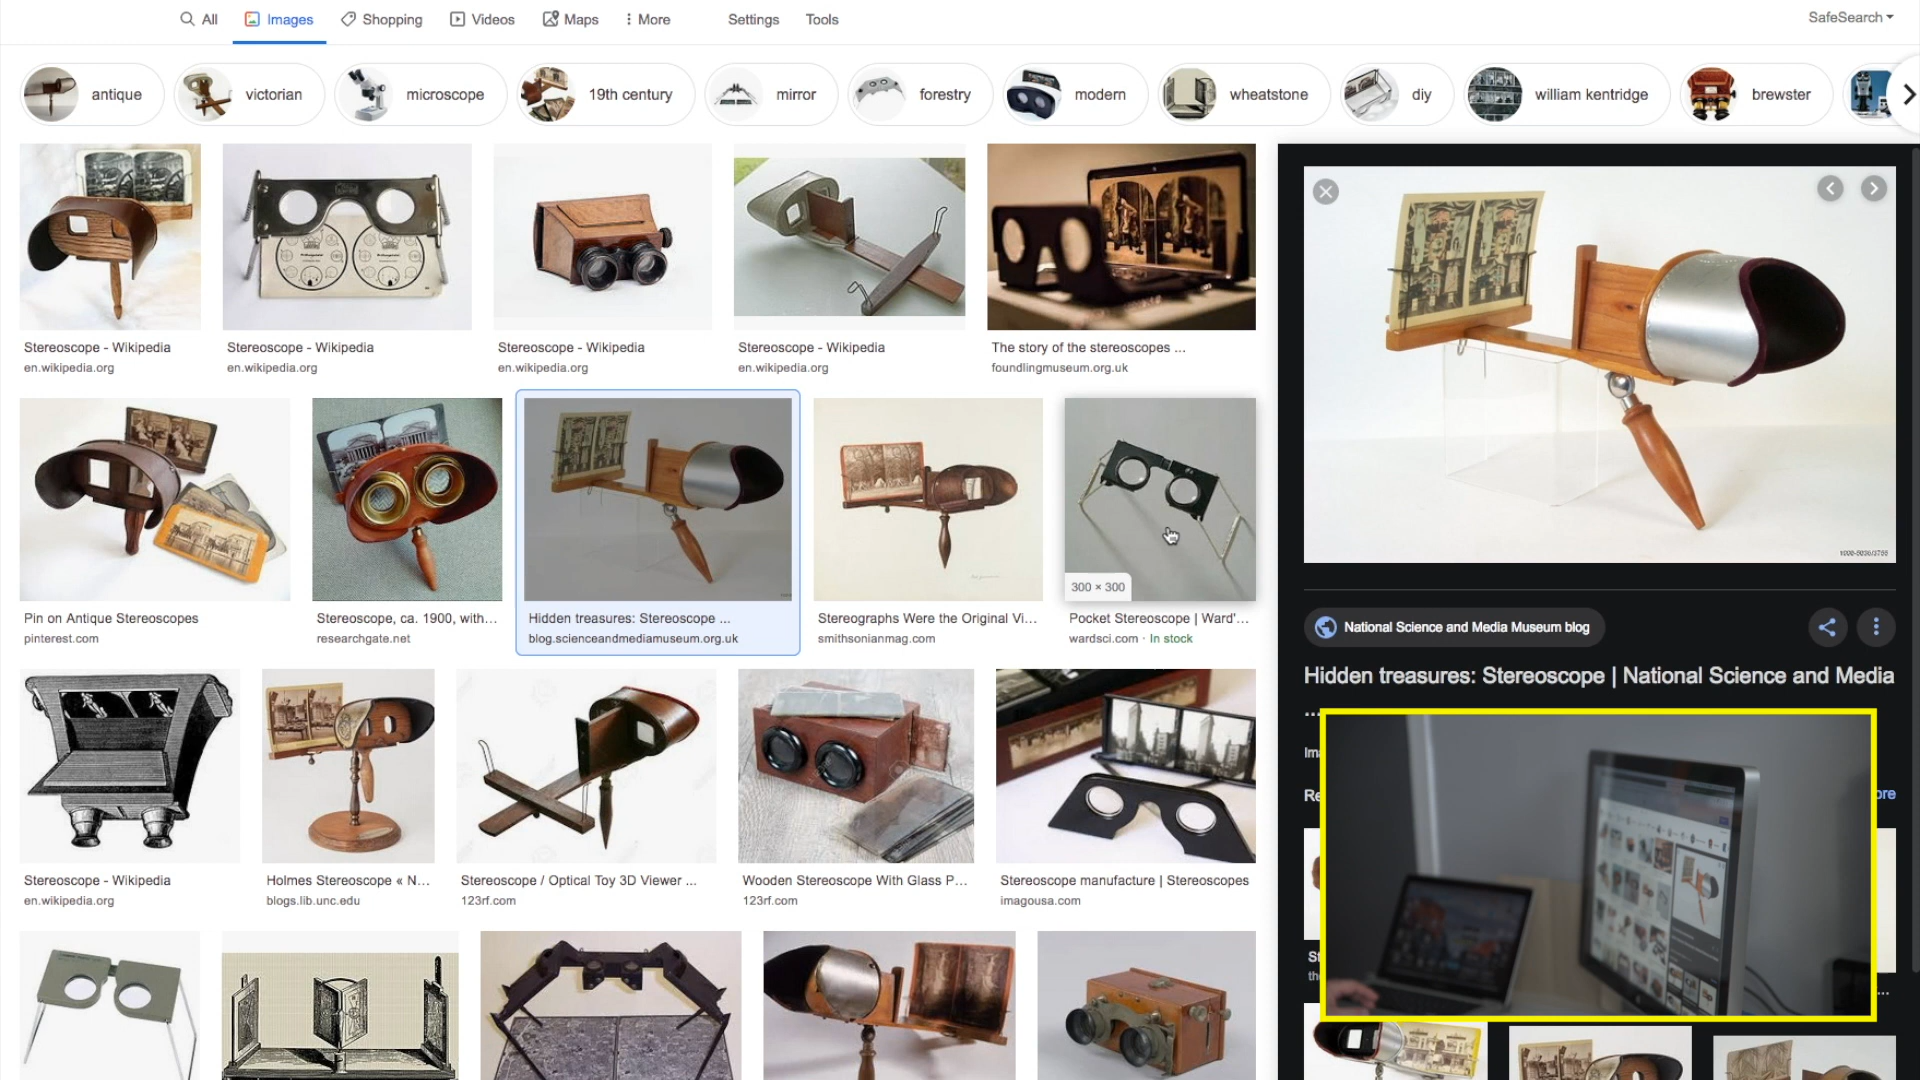 All
Images
Shopping
Videos
Maps
More
Settings
Tools
SafeSearch
antique
victorian
microscope
19th century
mirror
forestry
modern
wheatstone
diy
william kentridge
brewster
Stereoscope - Wikipedia
en.wikipedia.org
Stereoscope - Wikipedia
en.wikipedia.org
Stereoscope - Wikipedia
en.wikipedia.org
Stereoscope - Wikipedia
en.wikipedia.org
The story of the stereoscopes ...
foundlingmuseum.org.uk
Pin on Antique Stereoscopes
pinterest.com
Stereoscope, ca. 1900, with...
researchgate.net
Hidden treasures: Stereoscope ...
blog.scienceandmediamuseum.org.uk
Stereographs Were the Original Vi...
smithsonianmag.com
300 × 300
Pocket Stereoscope | Ward'...
wardsci.com · In stock
Stereoscope - Wikipedia
en.wikipedia.org
Holmes Stereoscope « N...
blogs.lib.unc.edu
Stereoscope / Optical Toy 3D Viewer ...
123rf.com
Wooden Stereoscope With Glass P...
123rf.com
Stereoscope manufacture | Stereoscopes
imagousa.com
National Science and Media Museum blog
Hidden treasures: Stereoscope | National Science and Media
...